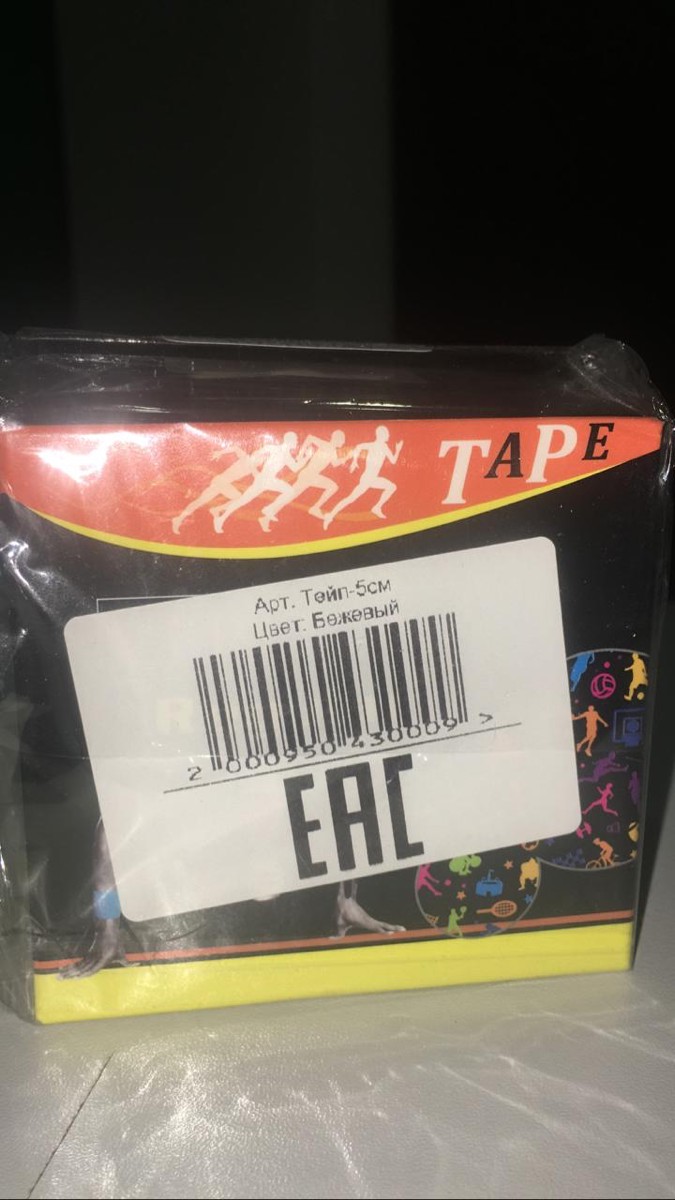 TAPE
Арт. Тейп-5см
Цвет: Бежевый
2 000950 430009 >
EAC